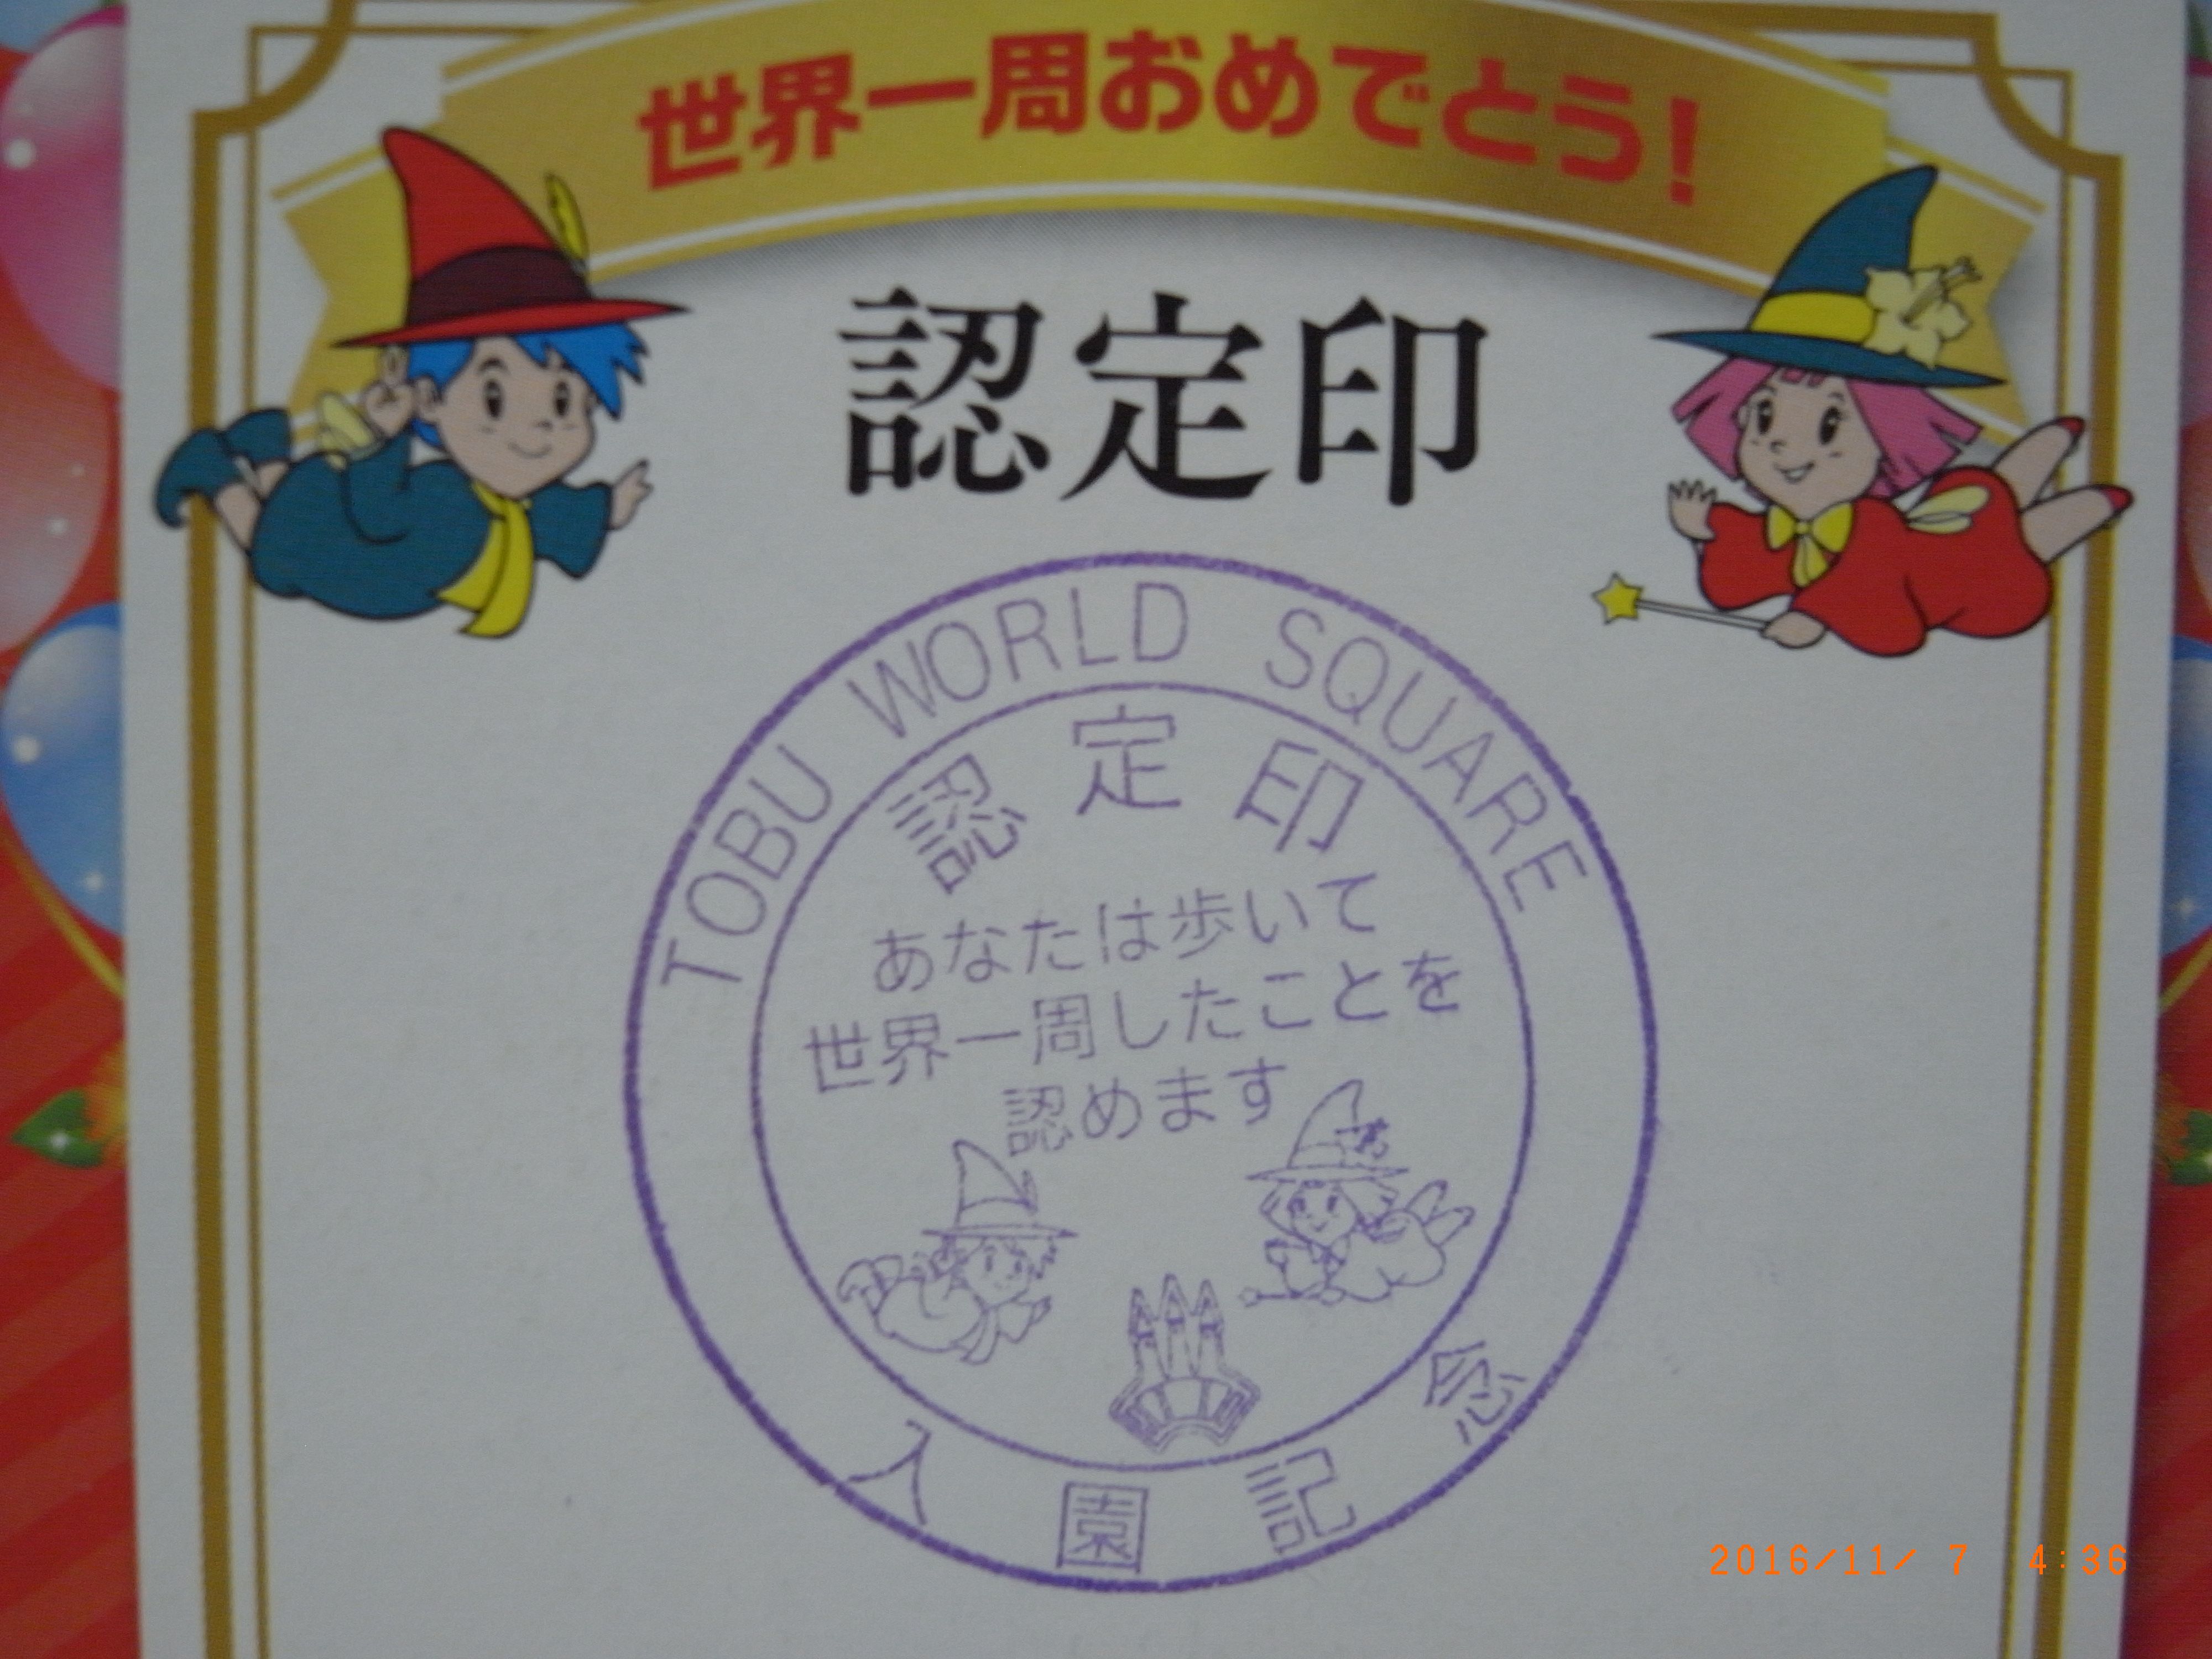 世界一周おめでとう!
認定印
TOBU WORLD SQUARE
認定印
あなたは歩いて
世界一周したことを
認めます
入園記念
2016/11/ 7 4:36